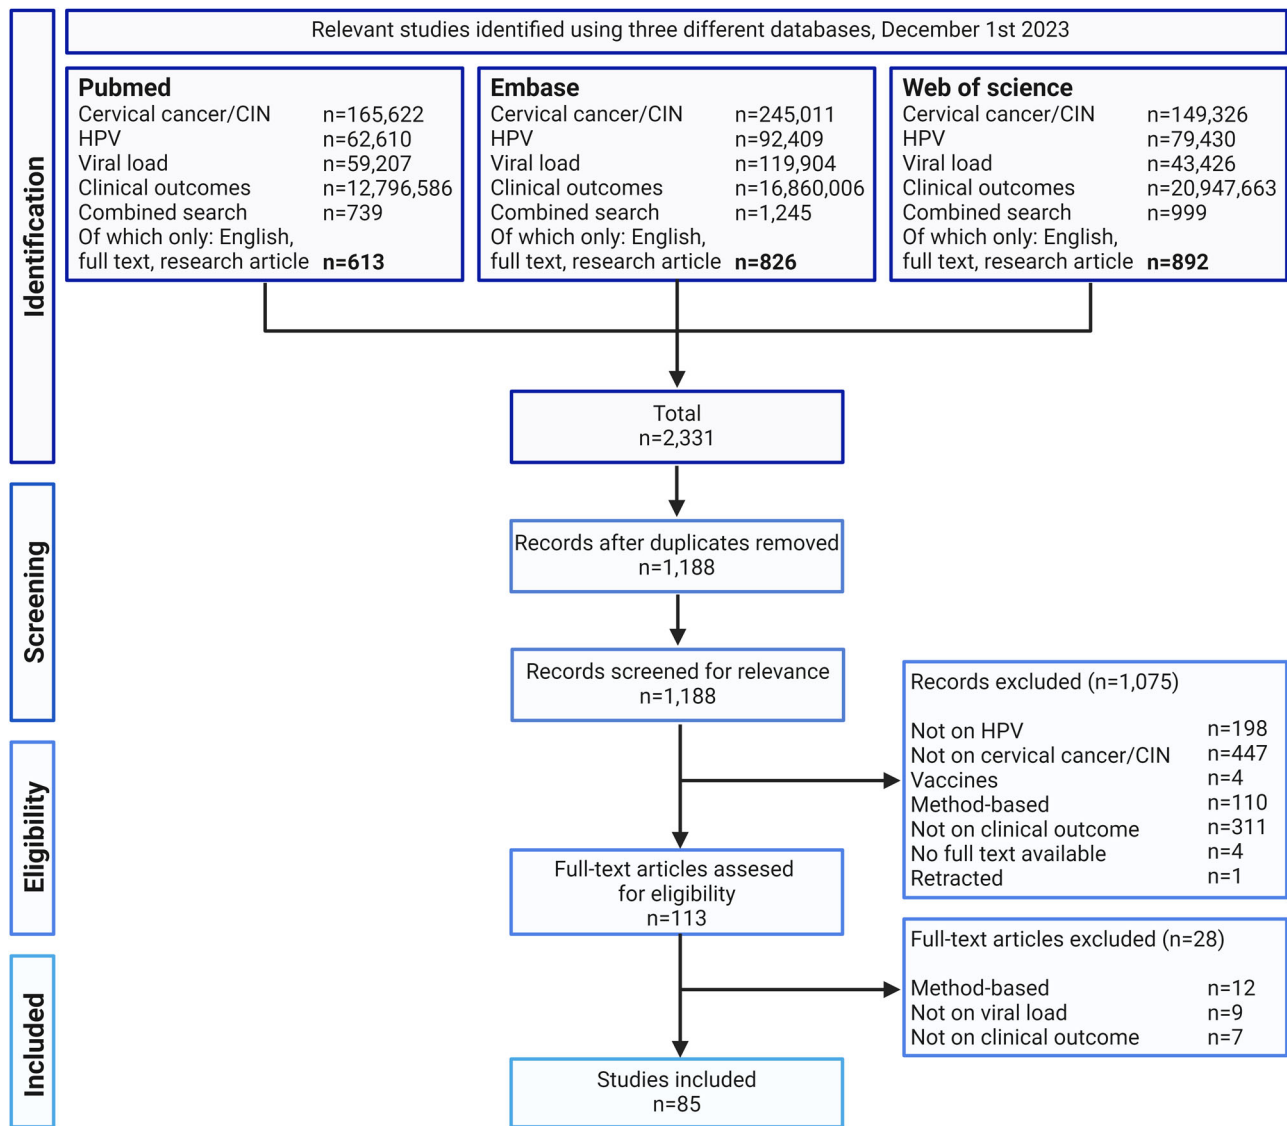 Relevant studies identified using three different databases, December 1st 2023
Identification
Pubmed
Cervical cancer/CIN n=165,622
HPV n=62,610
Viral load n=59,207
Clinical outcomes n=12,796,586
Combined search n=739
Of which only: English,
full text, research article n=613
Embase
Cervical cancer/CIN n=245,011
HPV n=92,409
Viral load n=119,904
Clinical outcomes n=16,860,006
Combined search n=1,245
Of which only: English,
full text, research article n=826
Web of science
Cervical cancer/CIN n=149,326
HPV n=79,430
Viral load n=43,426
Clinical outcomes n=20,947,663
Combined search n=999
Of which only: English,
full text, research article n=892
Total
n=2,331
Screening
Records after duplicates removed
n=1,188
Records screened for relevance
n=1,188
Records excluded (n=1,075)
Not on HPV n=198
Not on cervical cancer/CIN n=447
Vaccines n=4
Method-based n=110
Not on clinical outcome n=311
No full text available n=4
Retracted n=1
Eligibility
Full-text articles assesed
for eligibility
n=113
Full-text articles excluded (n=28)
Method-based n=12
Not on viral load n=9
Not on clinical outcome n=7
Included
Studies included
n=85